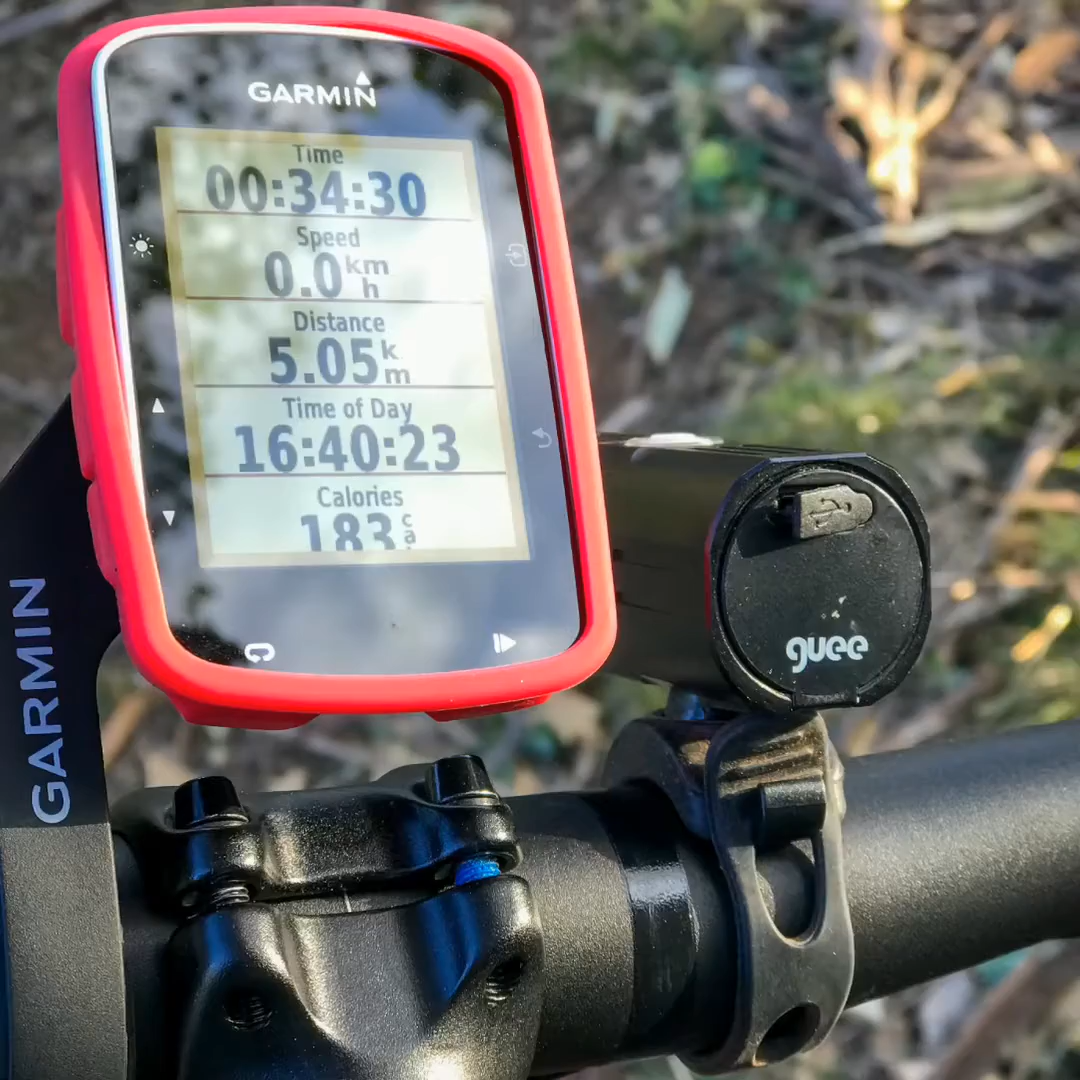 GARMIN
Time
00:34:30
Speed
0.0 km/h
Distance
5.05 km
Time of Day
16:40:23
Calories
183 cal
GARMIN
guee